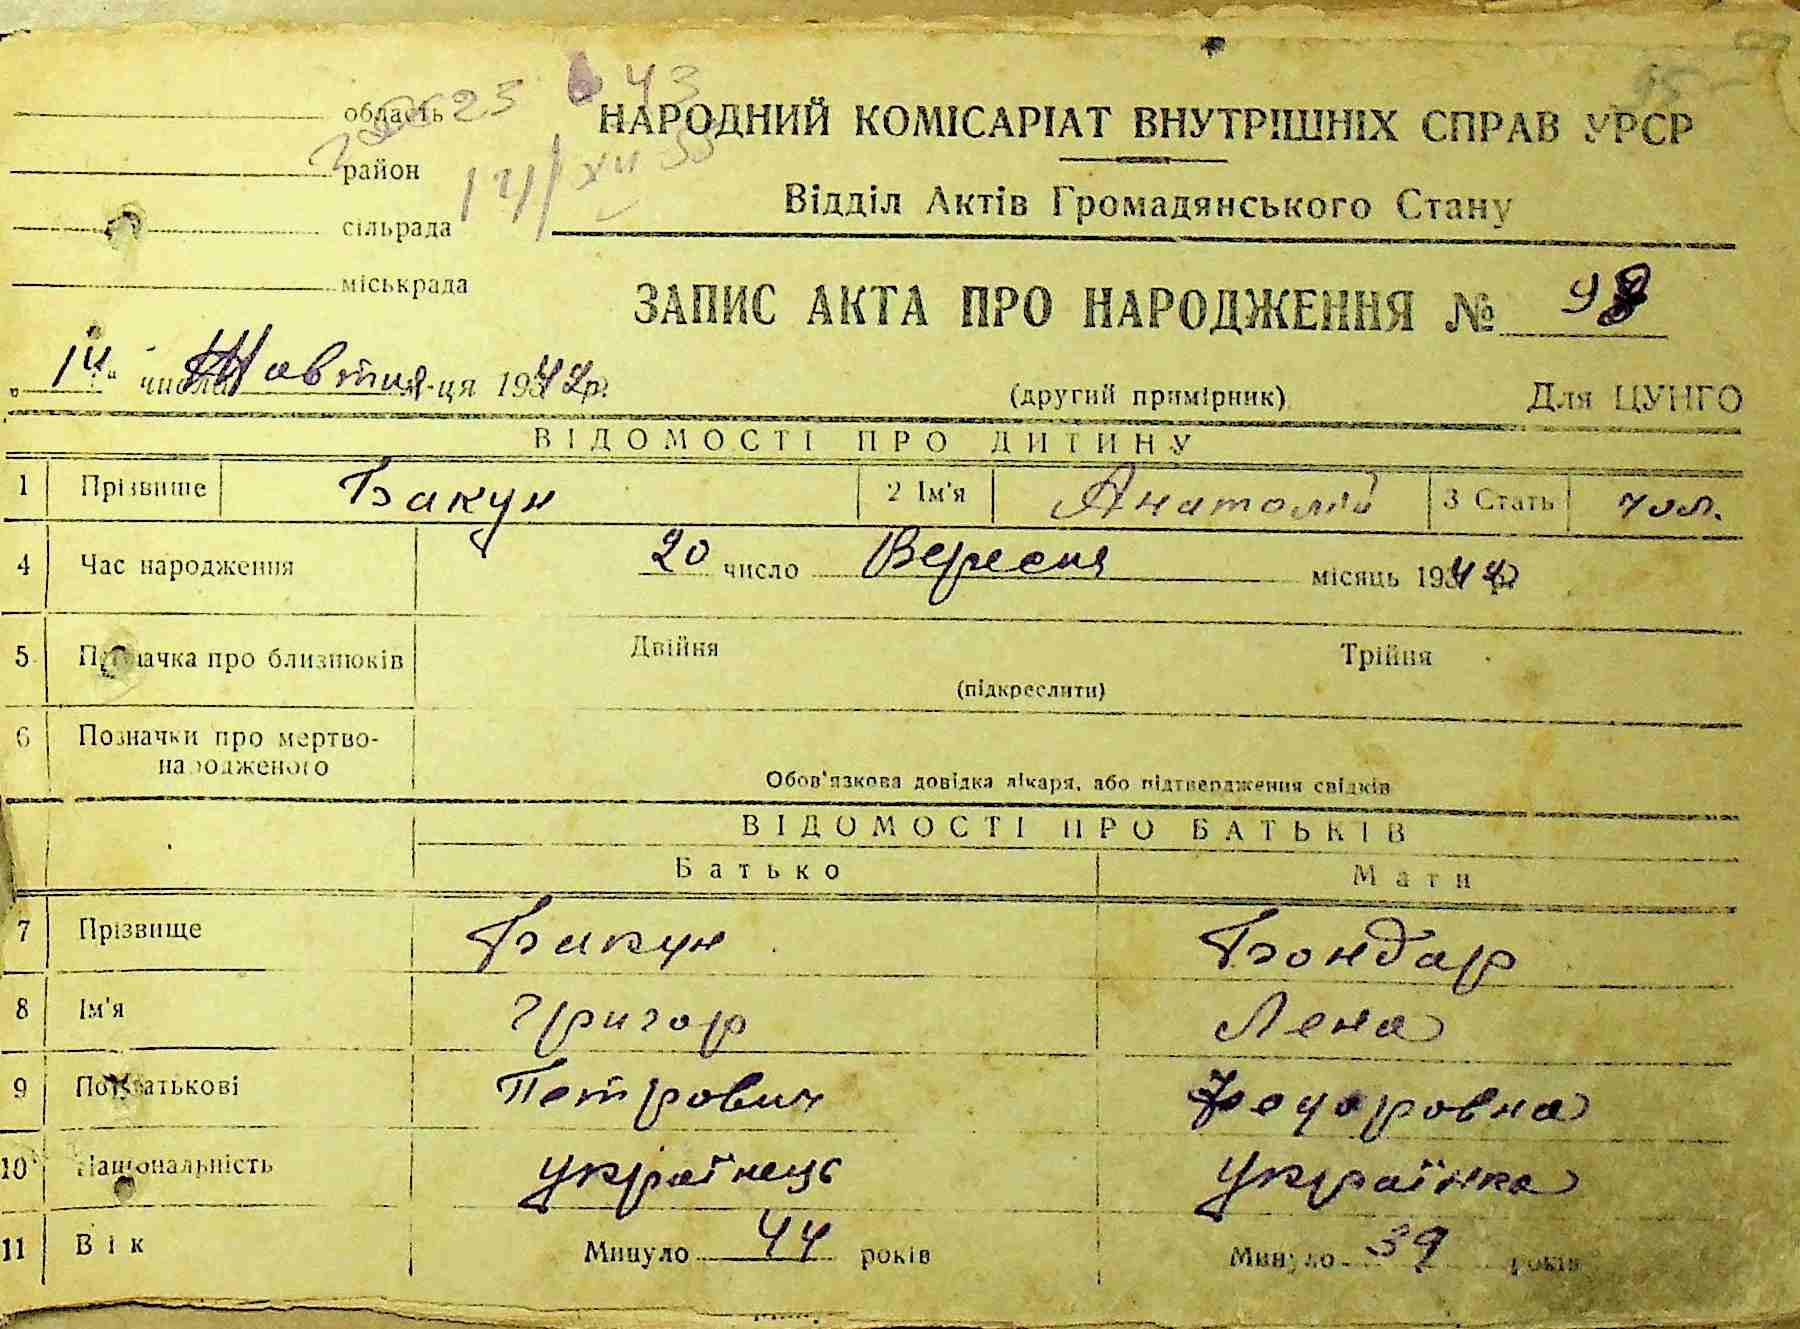 область
район
сільрада
міськрада
НАРОДНИЙ КОМІСАРІАТ ВНУТРІШНІХ СПРАВ УРСР
Відділ Актів Громадянського Стану
ЗАПИС АКТА ПРО НАРОДЖЕННЯ № 98
"14" числа Жовтня м-ця 1942р.
(другий примірник) Для ЦУНГО
ВІДОМОСТІ ПРО ДИТИНУ
1 Прізвище Бакун 2 Ім'я Анатолій 3 Стать чол.
4 Час народження 20 число Вересня місяць 194
5 Позначка про близнюків Двійня Трійня
(підкреслити)
6 Позначки про мертво-
народженого
Обов'язкова довідка лікаря, або підтвердження свідків
ВІДОМОСТІ ПРО БАТЬКІВ
Батько Мати
7 Прізвище Бакун Бондар
8 Ім'я Григор Лена
9 По батькові Петрович
10 Національність українець українка
11 Вік Минуло 44 років Минуло 39 років